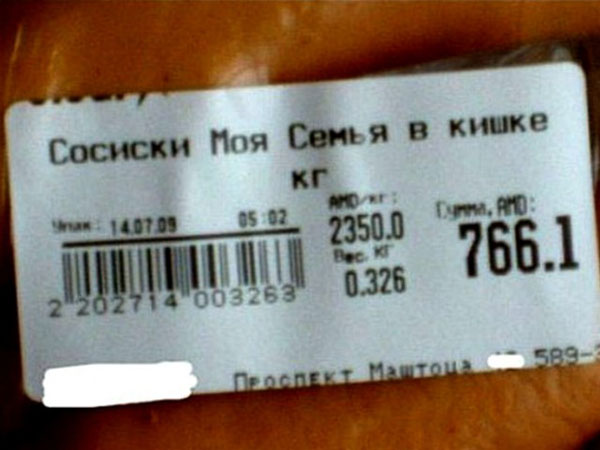 Сосиски Моя Семья в кишке
кг
Упак: 14.07.09 05:02
AMD/кг:
2350.0
Вес, КГ
0.326
Сумма, AMD:
766.1
2 202714 003263
Проспект Маштоца 589-